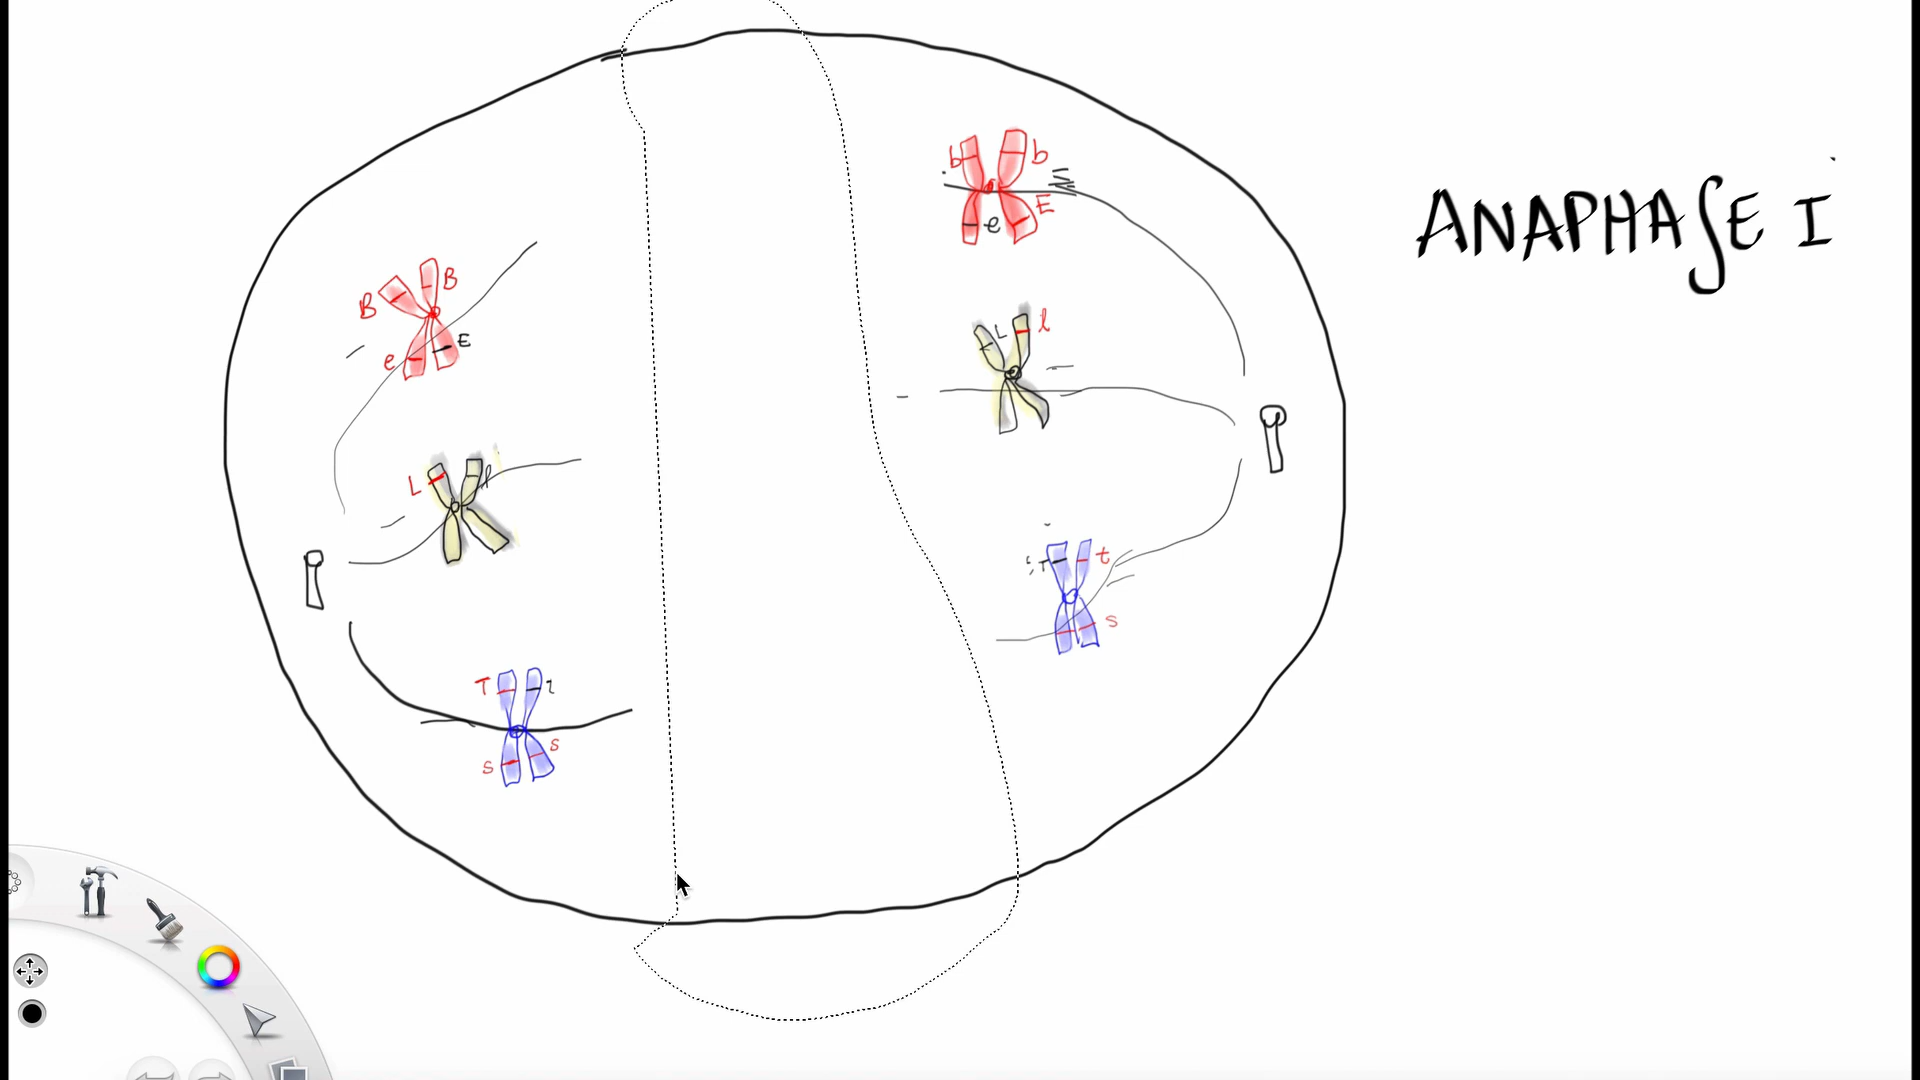 ANAPHASE I
b b
e E
B B
e E
L l
L
T t
s
T
s s